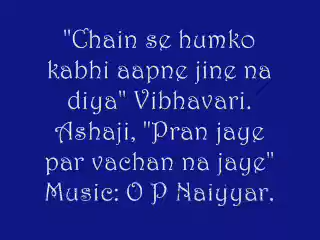 "Chain se humko
kabhi aapne jine na
diya" Vibhavari.
Ashaji, "Pran jaye
par vachan na jaye"
Music: O P Naiyyar.